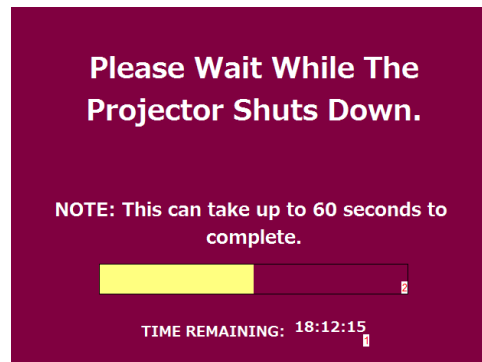 Please Wait While The
Projector Shuts Down.
NOTE: This can take up to 60 seconds to
complete.
2
TIME REMAINING: 18:12:15
1